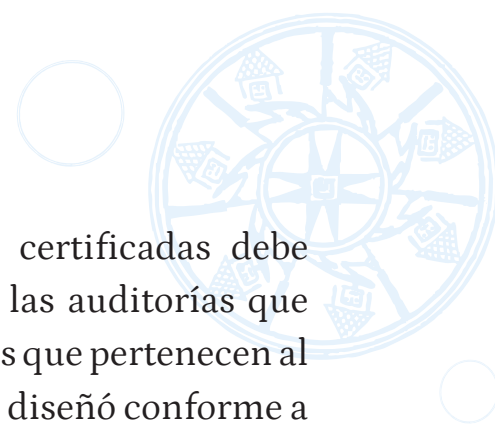 certificadas debe
las auditorías que
que pertenecen al
diseñó conforme a